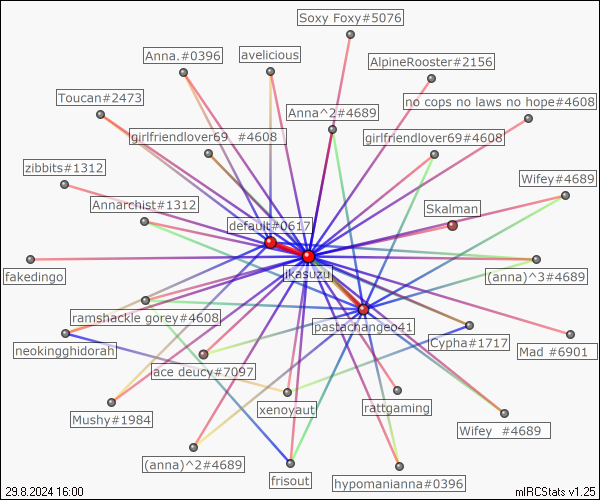 Soxy Foxy#5076
Anna.#0396
avelicious
AlpineRooster#2156
Toucan#2473
Anna^2#4689
no cops no laws no hope#4608
girlfriendlover69 #4608
girlfriendlover69#4608
zibbits#1312
Wifey#4689
Annarchist#1312
Skalman
default#0617
fakedingo
ikasuzu
(anna)^3#4689
ramshackle gorey#4608
pastachangeo41
neokingghidorah
Cypha#1717
Mad #6901
ace deucy#7097
Mushy#1984
xenoyaut
rattgaming
Wifey #4689
(anna)^2#4689
frisout
hypomanianna#0396
29.8.2024 16:00
mIRCStats v1.25